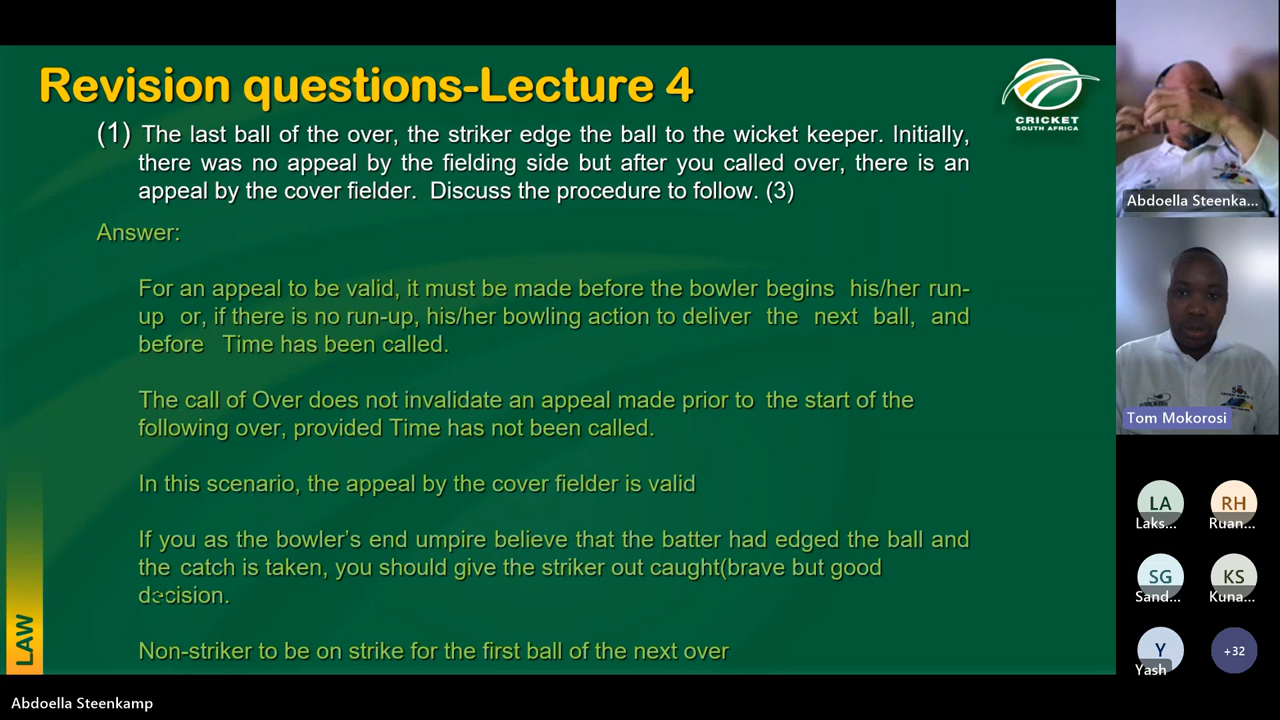 Revision questions-Lecture 4
CRICKET
SOUTH AFRICA
(1) The last ball of the over, the striker edge the ball to the wicket keeper. Initially,
there was no appeal by the fielding side but after you called over, there is an
appeal by the cover fielder. Discuss the procedure to follow. (3)
Answer:
For an appeal to be valid, it must be made before the bowler begins his/her run-
up or, if there is no run-up, his/her bowling action to deliver the next ball, and
before Time has been called.
The call of Over does not invalidate an appeal made prior to the start of the
following over, provided Time has not been called.
In this scenario, the appeal by the cover fielder is valid
If you as the bowler's end umpire believe that the batter had edged the ball and
the catch is taken, you should give the striker out caught(brave but good
decision.
Non-striker to be on strike for the first ball of the next over
LAW
Abdoella Steenka...
Tom Mokorosi
LA
Laks...
RH
Ruan...
SG
Sand...
KS
Kuna...
Y
Yash
+32
Abdoella Steenkamp